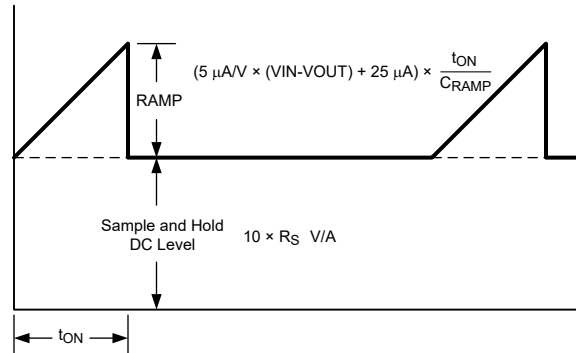 (5 μA/V × (VIN-VOUT) + 25 μA) × tON
CRAMP
RAMP
Sample and Hold
DC Level
10 × RS V/A
tON